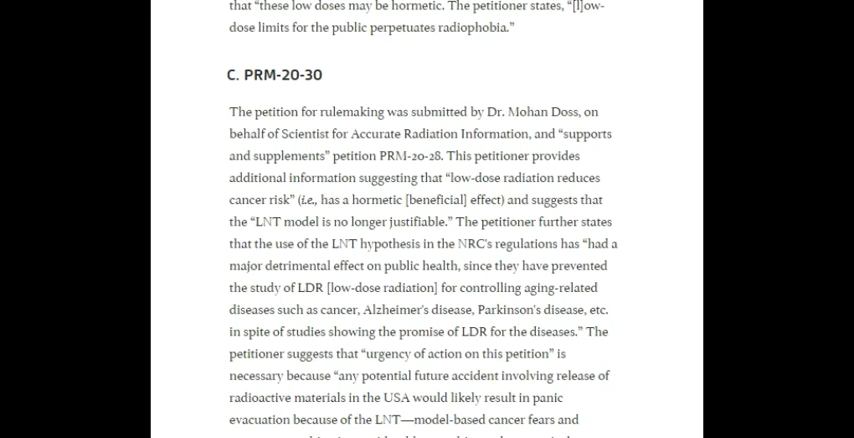 that “these low doses may be hormetic. The petitioner states, “[l]ow-
dose limits for the public perpetuates radiophobia.”
C. PRM-20-30
The petition for rulemaking was submitted by Dr. Mohan Doss, on
behalf of Scientist for Accurate Radiation Information, and “supports
and supplements” petition PRM-20-28. This petitioner provides
additional information suggesting that “low-dose radiation reduces
cancer risk” (i.e., has a hormetic [beneficial] effect) and suggests that
the “LNT model is no longer justifiable.” The petitioner further states
that the use of the LNT hypothesis in the NRC's regulations has “had a
major detrimental effect on public health, since they have prevented
the study of LDR [low-dose radiation] for controlling aging-related
diseases such as cancer, Alzheimer's disease, Parkinson's disease, etc.
in spite of studies showing the promise of LDR for the diseases.” The
petitioner suggests that “urgency of action on this petition” is
necessary because “any potential future accident involving release of
radioactive materials in the USA would likely result in panic
evacuation because of the LNT—model-based cancer fears and